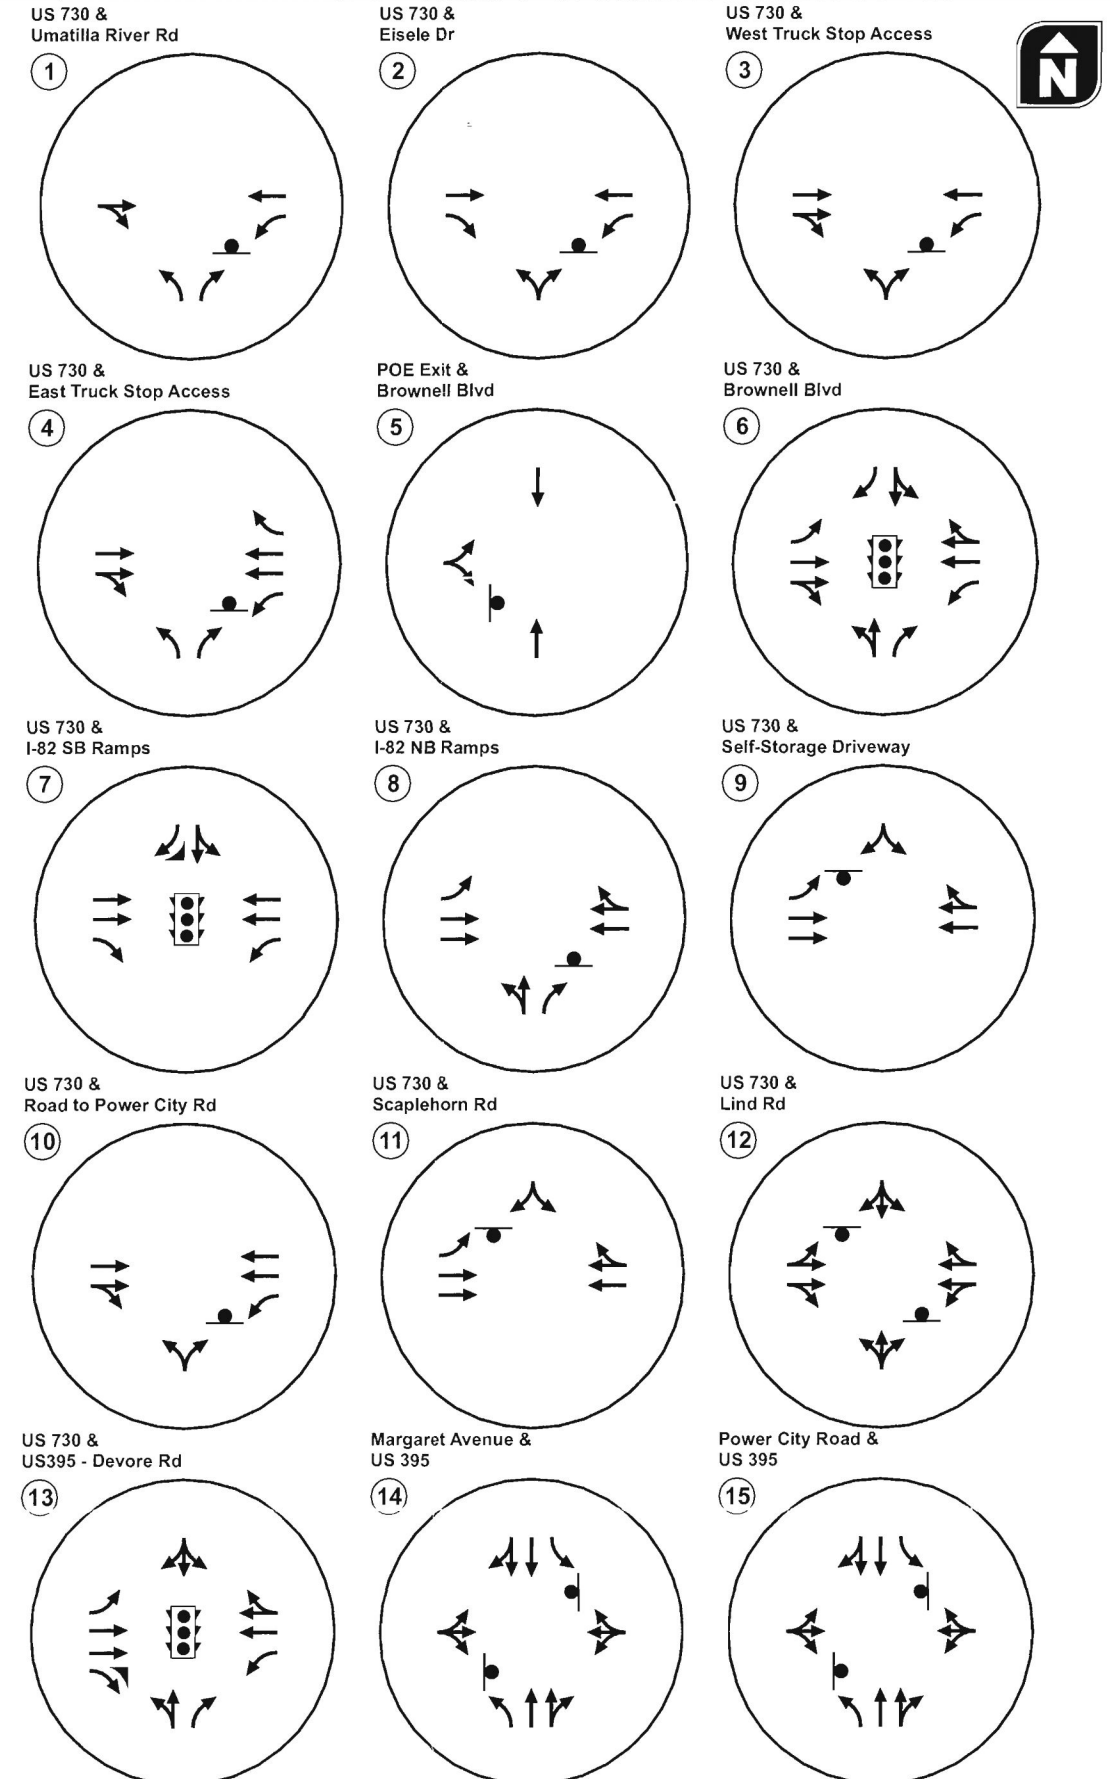 US 730 &
Umatilla River Rd
1
US 730 &
Eisele Dr
2
US 730 &
West Truck Stop Access
3
N
US 730 &
East Truck Stop Access
4
POE Exit &
Brownell Blvd
5
US 730 &
Brownell Blvd
6
US 730 &
I-82 SB Ramps
7
US 730 &
I-82 NB Ramps
8
US 730 &
Self-Storage Driveway
9
US 730 &
Road to Power City Rd
10
US 730 &
Scaplehorn Rd
11
US 730 &
Lind Rd
12
US 730 &
US395 - Devore Rd
13
Margaret Avenue &
US 395
14
Power City Road &
US 395
15